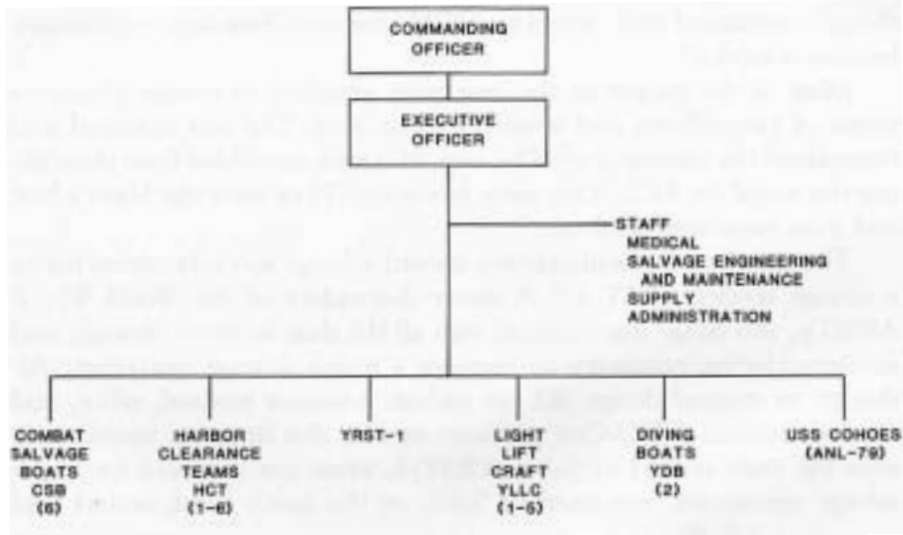 COMMANDING
OFFICER
EXECUTIVE
OFFICER
STAFF
MEDICAL
SALVAGE ENGINEERING
AND MAINTENANCE
SUPPLY
ADMINISTRATION
COMBAT
SALVAGE
BOATS
CSB
(6)
HARBOR
CLEARANCE
TEAMS
HCT
(1-6)
YRST-1
LIGHT
LIFT
CRAFT
YLLC
(1-5)
DIVING
BOATS
YDB
(2)
USS COHOES
(ANL-79)